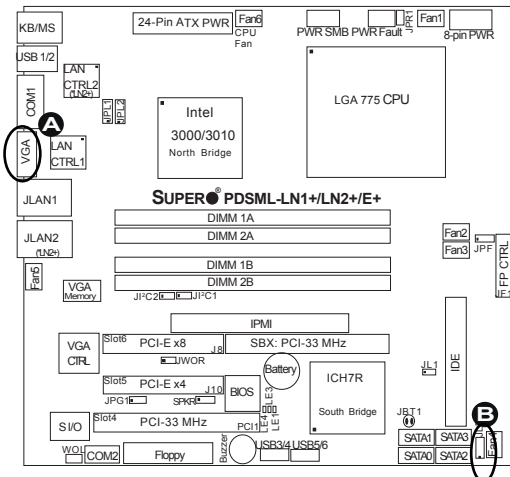 KB/MS
24-Pin ATX PWR
Fan6
CPU
Fan
PWR SMB
PWR Fault
JPR1
Fan1
8-pin PWR
USB 1/2
LAN
CTRL2
(*LN2+)
COM1
JPL1
JPL2
A
VGA
LAN
CTRL1
Intel
3000/3010
North Bridge
LGA 775 CPU
JLAN1
SUPER® PDSML-LN1+/LN2+/E+
DIMM 1A
DIMM 2A
JLAN2
(*LN2+)
Fan5
Fan2
Fan3
JPF
FP CTRL
JF1
DIMM 1B
DIMM 2B
VGA
Memory
JI²C2
JI²C1
IPMI
VGA
CTRL
Slot6
PCI-E x8
J8
SBX: PCI-33 MHz
JWOR
Battery
ICH7R
South Bridge
JL1
IDE
Slot5
PCI-E x4
J10
BIOS
JPG1
SPKR
LE3
LE4
LE1
S I/O
Slot4
PCI-33 MHz
PCI1
JBT1
B
SATA1
SATA3
Fan4
WOL
COM2
Floppy
Buzzer
USB3/4
USB5/6
SATA0
SATA2